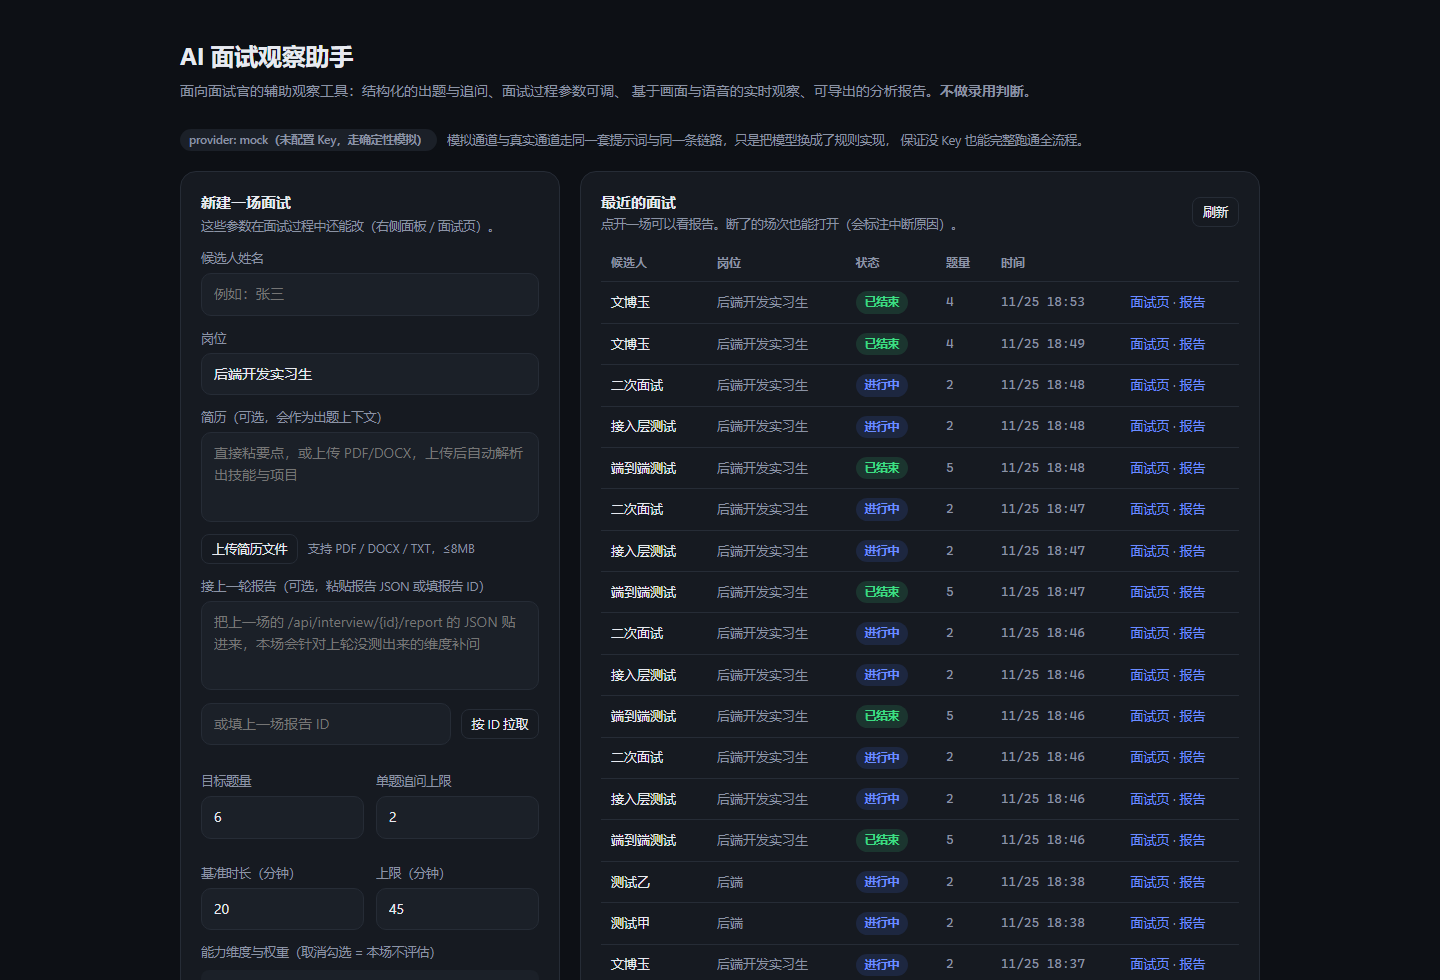 AI 面试观察助手
面向面试官的辅助观察工具：结构化的出题与追问、面试过程参数可调、 基于画面与语音的实时观察、可导出的分析报告。不做录用判断。
provider: mock（未配置 Key，走确定性模拟） 模拟通道与真实通道走同一套提示词与同一条链路，只是把模型换成了规则实现， 保证没 Key 也能完整跑通全流程。
新建一场面试
这些参数在面试过程中还能改（右侧面板 / 面试页）。
候选人姓名
例如：张三
岗位
后端开发实习生
简历（可选，会作为出题上下文）
直接粘要点，或上传 PDF/DOCX，上传后自动解析
出技能与项目
上传简历文件 支持 PDF / DOCX / TXT，≤8MB
接上一轮报告（可选，粘贴报告 JSON 或填报告 ID）
把上一场的 /api/interview/{id}/report 的 JSON 贴
进来，本场会针对上轮没测出来的维度补问
或填上一场报告 ID 按 ID 拉取
目标题量 单题追问上限
6 2
基准时长（分钟） 上限（分钟）
20 45
能力维度与权重（取消勾选 = 本场不评估）
最近的面试
点开一场可以看报告。断了的场次也能打开（会标注中断原因）。
刷新
候选人 岗位 状态 题量 时间
文博玉 后端开发实习生 已结束 4 11/25 18:53 面试页 · 报告
文博玉 后端开发实习生 已结束 4 11/25 18:49 面试页 · 报告
二次面试 后端开发实习生 进行中 2 11/25 18:48 面试页 · 报告
接入层测试 后端开发实习生 进行中 2 11/25 18:48 面试页 · 报告
端到端测试 后端开发实习生 已结束 5 11/25 18:48 面试页 · 报告
二次面试 后端开发实习生 进行中 2 11/25 18:47 面试页 · 报告
接入层测试 后端开发实习生 进行中 2 11/25 18:47 面试页 · 报告
端到端测试 后端开发实习生 已结束 5 11/25 18:47 面试页 · 报告
二次面试 后端开发实习生 进行中 2 11/25 18:46 面试页 · 报告
接入层测试 后端开发实习生 进行中 2 11/25 18:46 面试页 · 报告
端到端测试 后端开发实习生 已结束 5 11/25 18:46 面试页 · 报告
二次面试 后端开发实习生 进行中 2 11/25 18:46 面试页 · 报告
接入层测试 后端开发实习生 进行中 2 11/25 18:46 面试页 · 报告
端到端测试 后端开发实习生 已结束 5 11/25 18:46 面试页 · 报告
测试乙 后端 进行中 2 11/25 18:38 面试页 · 报告
测试甲 后端 进行中 2 11/25 18:38 面试页 · 报告
文博玉 后端开发实习生 进行中 2 11/25 18:37 面试页 · 报告